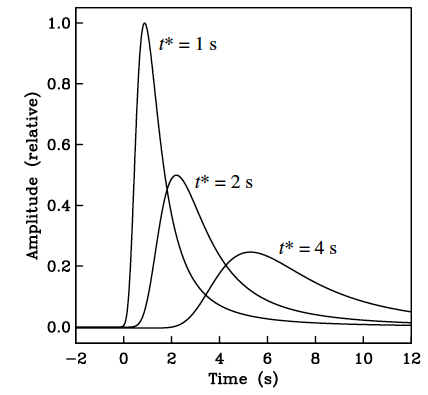 1.0
t* = 1 s
0.8
0.6
t* = 2 s
0.4
t* = 4 s
0.2
0.0
Amplitude (relative)
−2 0 2 4 6 8 10 12
Time (s)